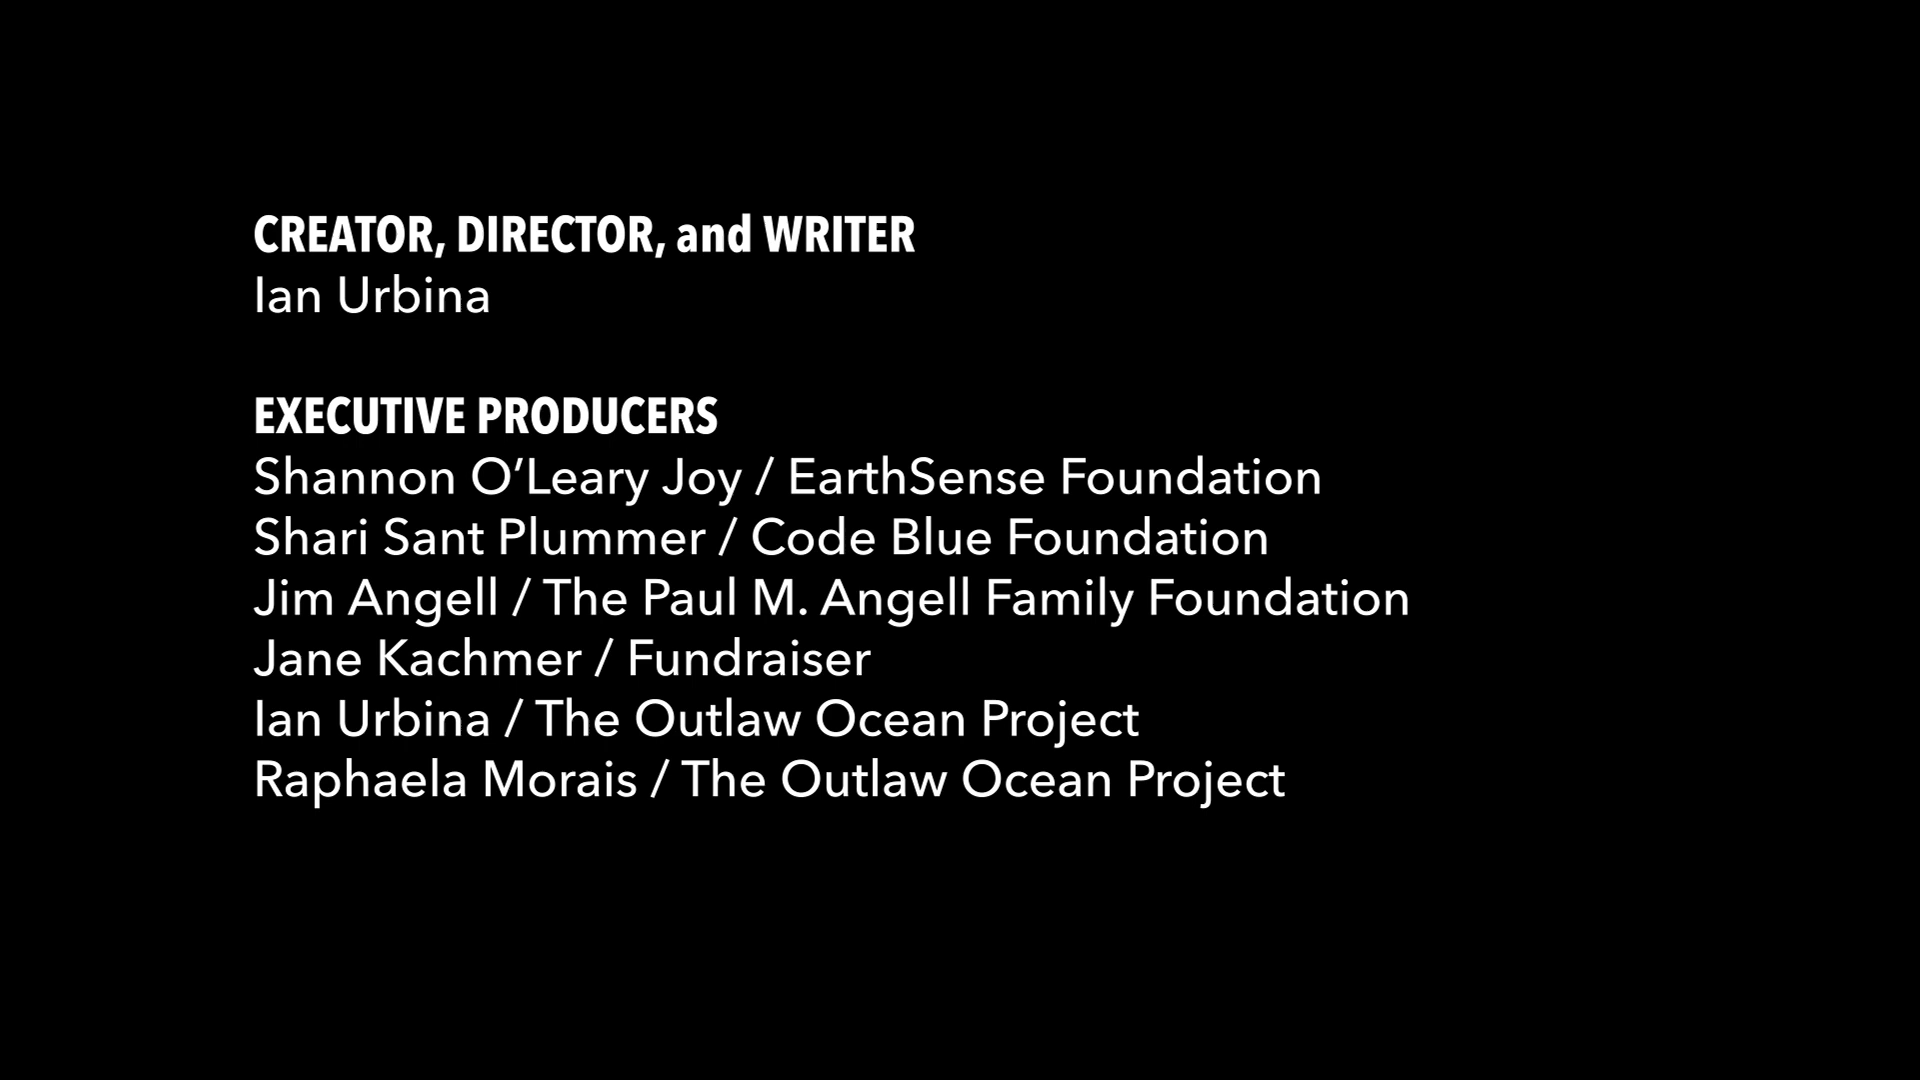 CREATOR, DIRECTOR, and WRITER
Ian Urbina
EXECUTIVE PRODUCERS
Shannon O’Leary Joy / EarthSense Foundation
Shari Sant Plummer / Code Blue Foundation
Jim Angell / The Paul M. Angell Family Foundation
Jane Kachmer / Fundraiser
Ian Urbina / The Outlaw Ocean Project
Raphaela Morais / The Outlaw Ocean Project